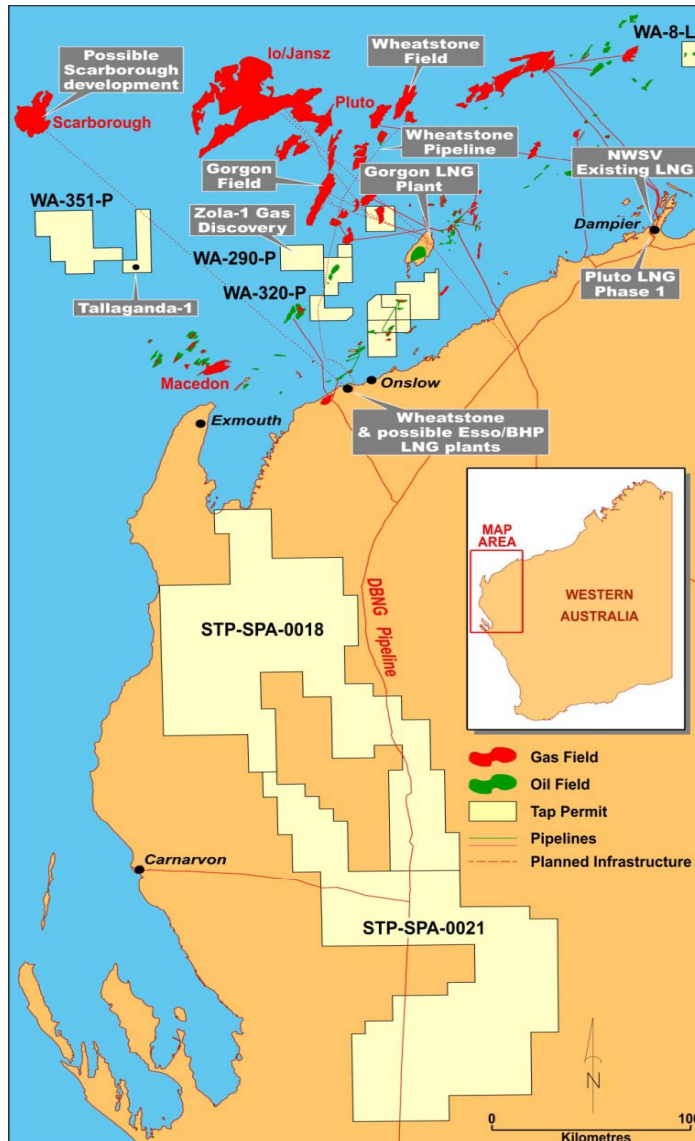 Possible
Scarborough
development
Io/Jansz
Wheatstone
Field
WA-8-L
Pluto
Scarborough
Wheatstone
Pipeline
NWSV
Existing LNG
Gorgon
Field
Gorgon LNG
Plant
WA-351-P
Zola-1 Gas
Discovery
Dampier
WA-290-P
Pluto LNG
Phase 1
Tallaganda-1
WA-320-P
Macedon
Onslow
Exmouth
Wheatstone
& possible Esso/BHP
LNG plants
MAP
AREA
WESTERN
AUSTRALIA
DBNG Pipeline
STP-SPA-0018
Gas Field
Oil Field
Tap Permit
Pipelines
Planned Infrastructure
Carnarvon
STP-SPA-0021
N
0 100
Kilometres